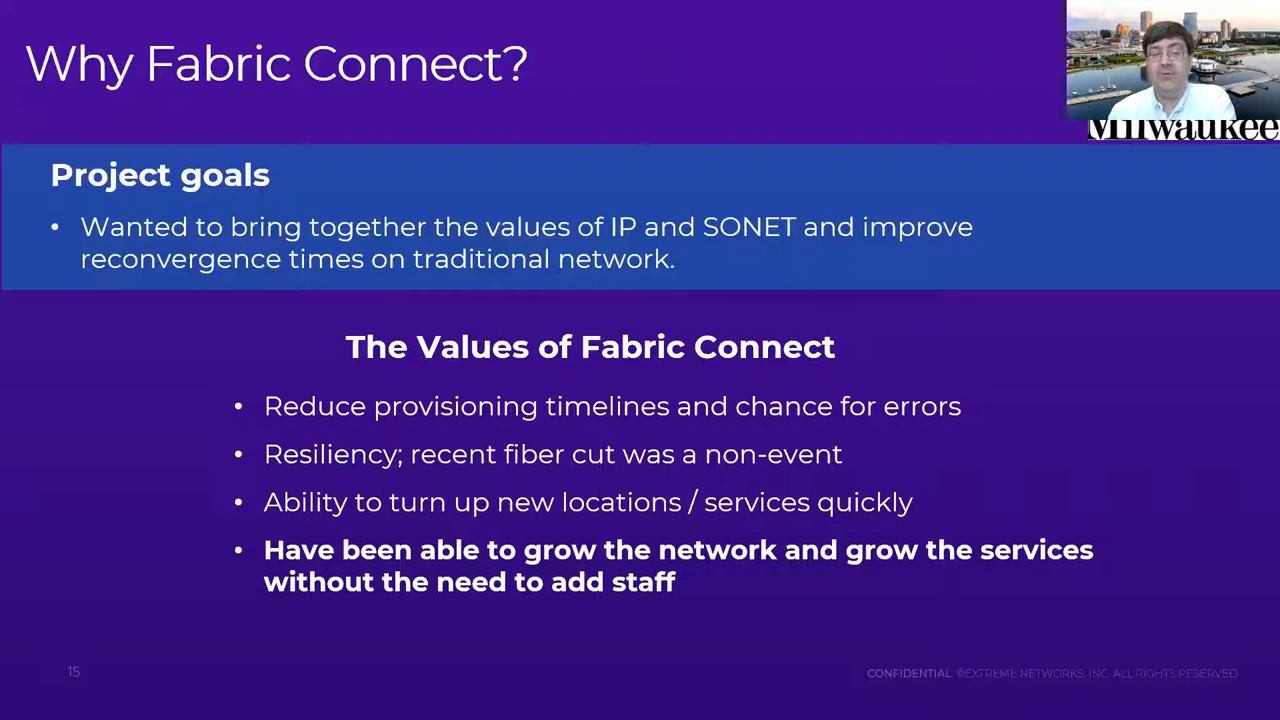 Why Fabric Connect?
Milwaukee
Project goals
• Wanted to bring together the values of IP and SONET and improve
reconvergence times on traditional network.
The Values of Fabric Connect
• Reduce provisioning timelines and chance for errors
• Resiliency; recent fiber cut was a non-event
• Ability to turn up new locations / services quickly
• Have been able to grow the network and grow the services
without the need to add staff
15
CONFIDENTIAL ©EXTREME NETWORKS, INC. ALL RIGHTS RESERVED